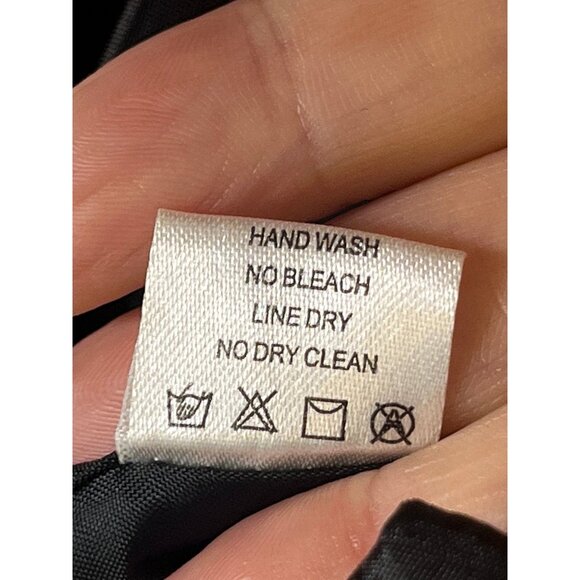 HAND WASH
NO BLEACH
LINE DRY
NO DRY CLEAN
A